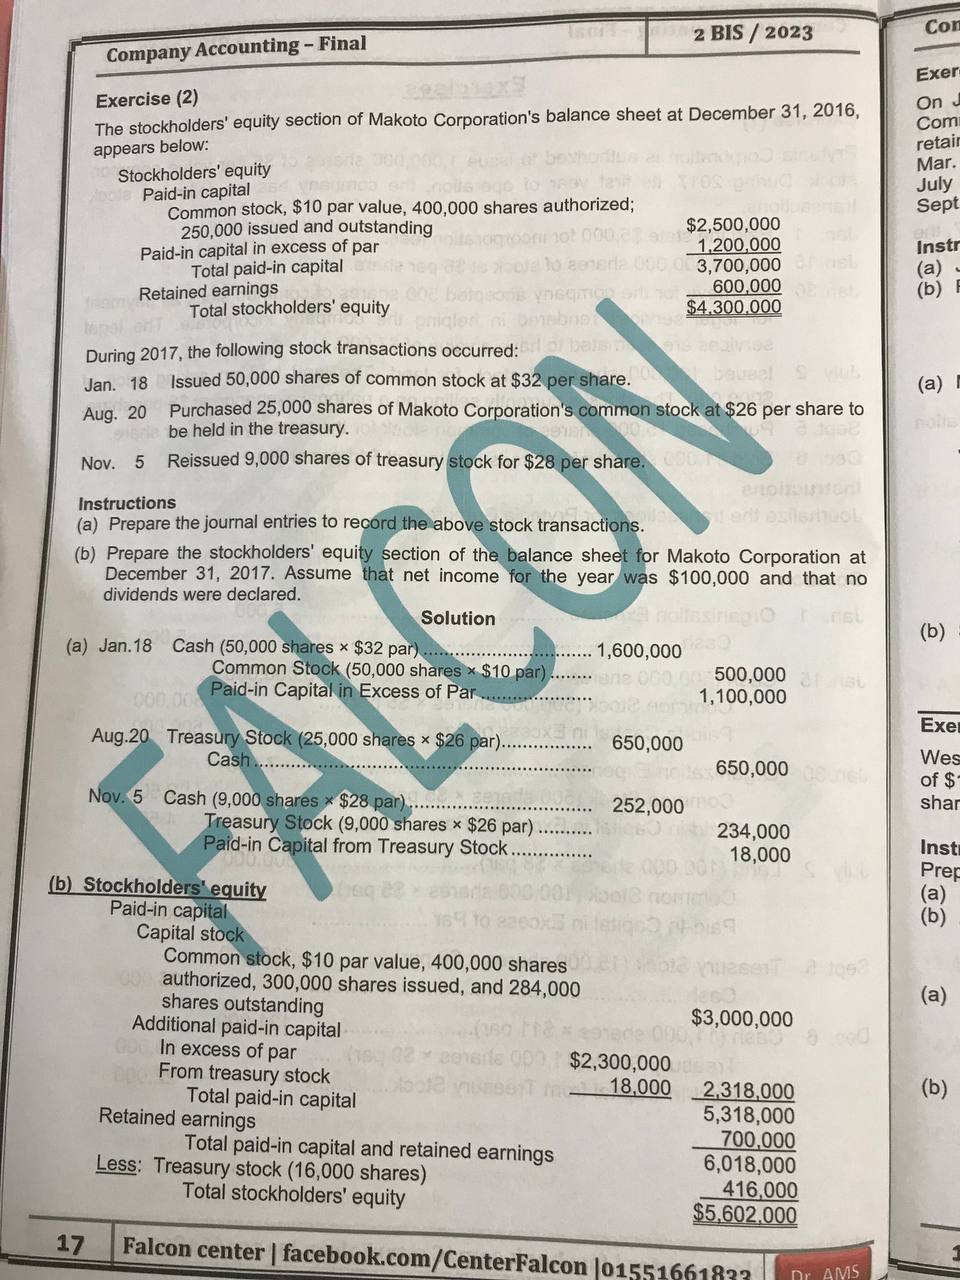 Company Accounting – Final
2 BIS / 2023
Exercise (2)
The stockholders' equity section of Makoto Corporation's balance sheet at December 31, 2016,
appears below:
Stockholders' equity
Paid-in capital
Common stock, $10 par value, 400,000 shares authorized;
250,000 issued and outstanding $2,500,000
Paid-in capital in excess of par 1,200,000
Total paid-in capital 3,700,000
Retained earnings 600,000
Total stockholders' equity $4,300,000
During 2017, the following stock transactions occurred:
Jan. 18 Issued 50,000 shares of common stock at $32 per share.
Aug. 20 Purchased 25,000 shares of Makoto Corporation's common stock at $26 per share to
be held in the treasury.
Nov. 5 Reissued 9,000 shares of treasury stock for $28 per share.
Instructions
(a) Prepare the journal entries to record the above stock transactions.
(b) Prepare the stockholders' equity section of the balance sheet for Makoto Corporation at
December 31, 2017. Assume that net income for the year was $100,000 and that no
dividends were declared.
Solution
(a) Jan.18 Cash (50,000 shares × $32 par)............................ 1,600,000
Common Stock (50,000 shares × $10 par)........ 500,000
Paid-in Capital in Excess of Par.................. 1,100,000
Aug.20 Treasury Stock (25,000 shares × $26 par)............... 650,000
Cash............................................................ 650,000
Nov. 5 Cash (9,000 shares × $28 par)............................ 252,000
Treasury Stock (9,000 shares × $26 par).......... 234,000
Paid-in Capital from Treasury Stock.............. 18,000
(b) Stockholders' equity
Paid-in capital
Capital stock
Common stock, $10 par value, 400,000 shares
authorized, 300,000 shares issued, and 284,000
shares outstanding $3,000,000
Additional paid-in capital
In excess of par $2,300,000
From treasury stock 18,000 2,318,000
Total paid-in capital 5,318,000
Retained earnings 700,000
Total paid-in capital and retained earnings 6,018,000
Less: Treasury stock (16,000 shares) 416,000
Total stockholders' equity $5,602,000
FALCON
17 Falcon center | facebook.com/CenterFalcon |01551661833
Dr. AMS
Exer
On J
retain
Mar.
July
Sept
Instr
(a)
(b)
(a)
(b)
Exer
Wes
of $1
shar
Instr
Prep
(a)
(b)
(a)
(b)